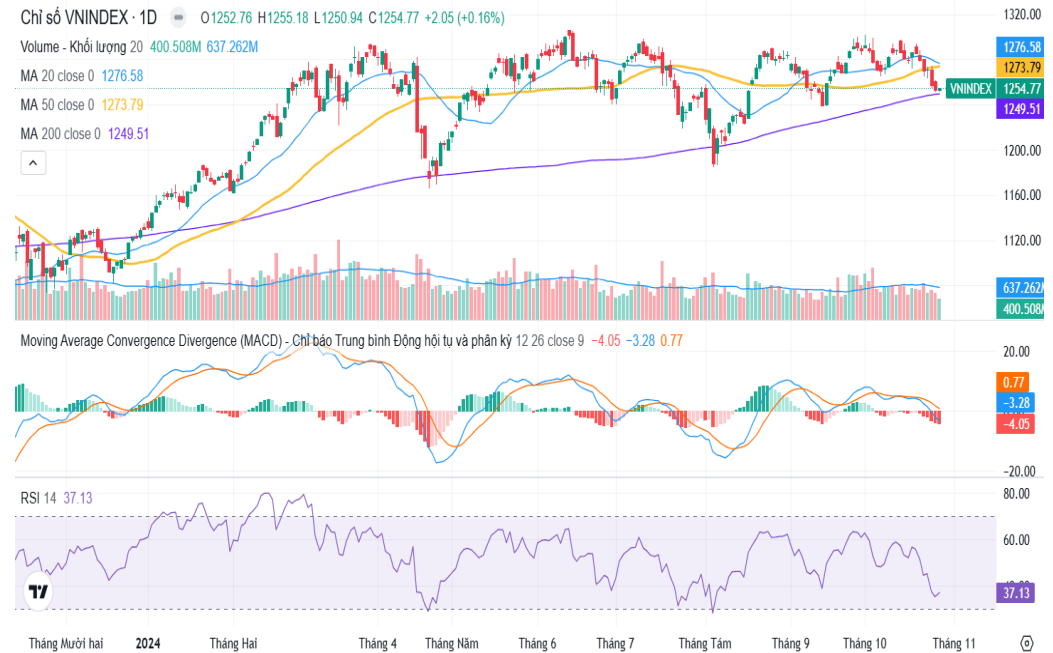 Chỉ số VNINDEX · 1D O1252.76 H1255.18 L1250.94 C1254.77 +2.05 (+0.16%)
Volume - Khối lượng 20 400.508M 637.262M
MA 20 close 0 1276.58
MA 50 close 0 1273.79
MA 200 close 0 1249.51
1320.00
1276.58
1273.79
VNINDEX 1254.77
1249.51
1200.00
1160.00
1120.00
637.262M
400.508M
Moving Average Convergence Divergence (MACD) - Chỉ báo Trung bình Động hội tụ và phân kỳ 12 26 close 9 −4.05 −3.28 0.77
20.00
0.77
−3.28
−4.05
−20.00
RSI 14 37.13
80.00
60.00
37.13
Tháng Mười hai 2024 Tháng Hai Tháng 4 Tháng Năm Tháng 6 Tháng 7 Tháng Tám Tháng 9 Tháng 10 Tháng 11